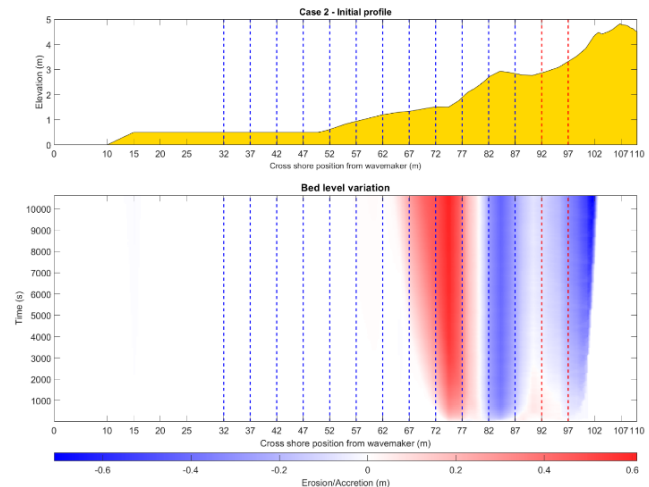 Case 2 - Initial profile
Elevation (m)
5
4
3
2
1
0
0 10 15 20 32 37 42 47 52 57 62 67 72 77 82 87 92 97 102 107 110
Cross shore position from wavemaker (m)
Bed level variation
Time (s)
10000
9000
8000
7000
6000
5000
4000
3000
2000
1000
0 10 15 20 32 37 42 47 52 57 62 67 72 77 82 87 92 97 102 107 110
Cross shore position from wavemaker (m)
-0.6 -0.4 -0.2 0 0.2 0.4 0.6
Erosion/Accretion (m)